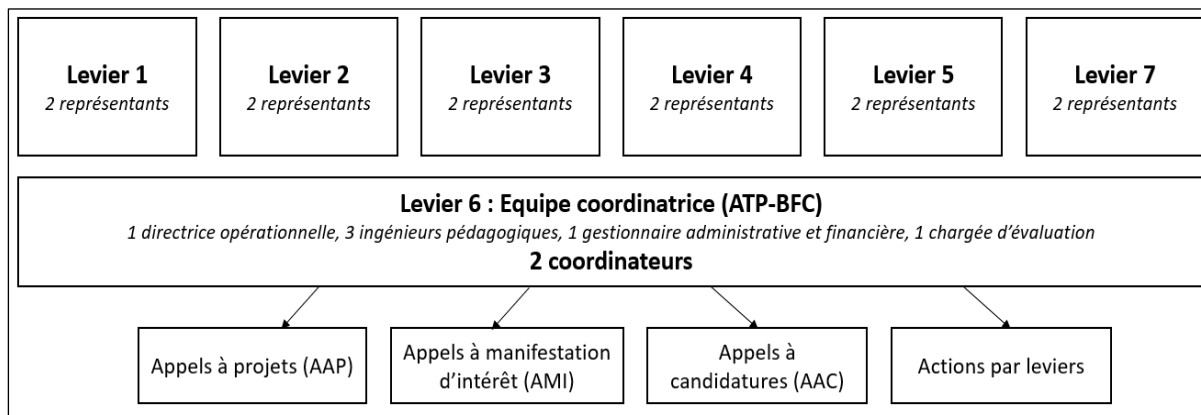 Levier 1
2 représentants
Levier 2
2 représentants
Levier 3
2 représentants
Levier 4
2 représentants
Levier 5
2 représentants
Levier 7
2 représentants
Levier 6 : Equipe coordinatrice (ATP-BFC)
1 directrice opérationnelle, 3 ingénieurs pédagogiques, 1 gestionnaire administrative et financière, 1 chargée d’évaluation
2 coordinateurs
Appels à projets (AAP)
Appels à manifestation
d’intérêt (AMI)
Appels à
candidatures (AAC)
Actions par leviers